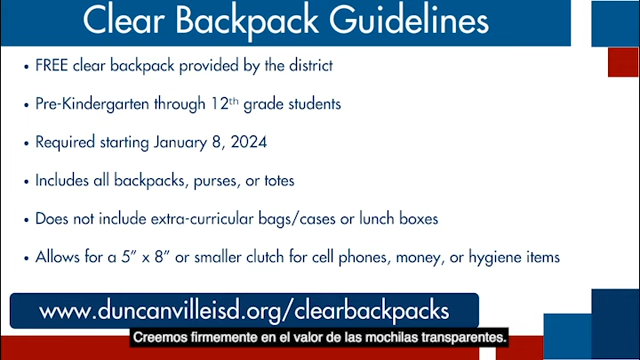 Clear Backpack Guidelines
• FREE clear backpack provided by the district
• Pre-Kindergarten through 12th grade students
• Required starting January 8, 2024
• Includes all backpacks, purses, or totes
• Does not include extra-curricular bags/cases or lunch boxes
• Allows for a 5” x 8” or smaller clutch for cell phones, money, or hygiene items
www.duncanvilleisd.org/clearbackpacks
Creemos firmemente en el valor de las mochilas transparentes.